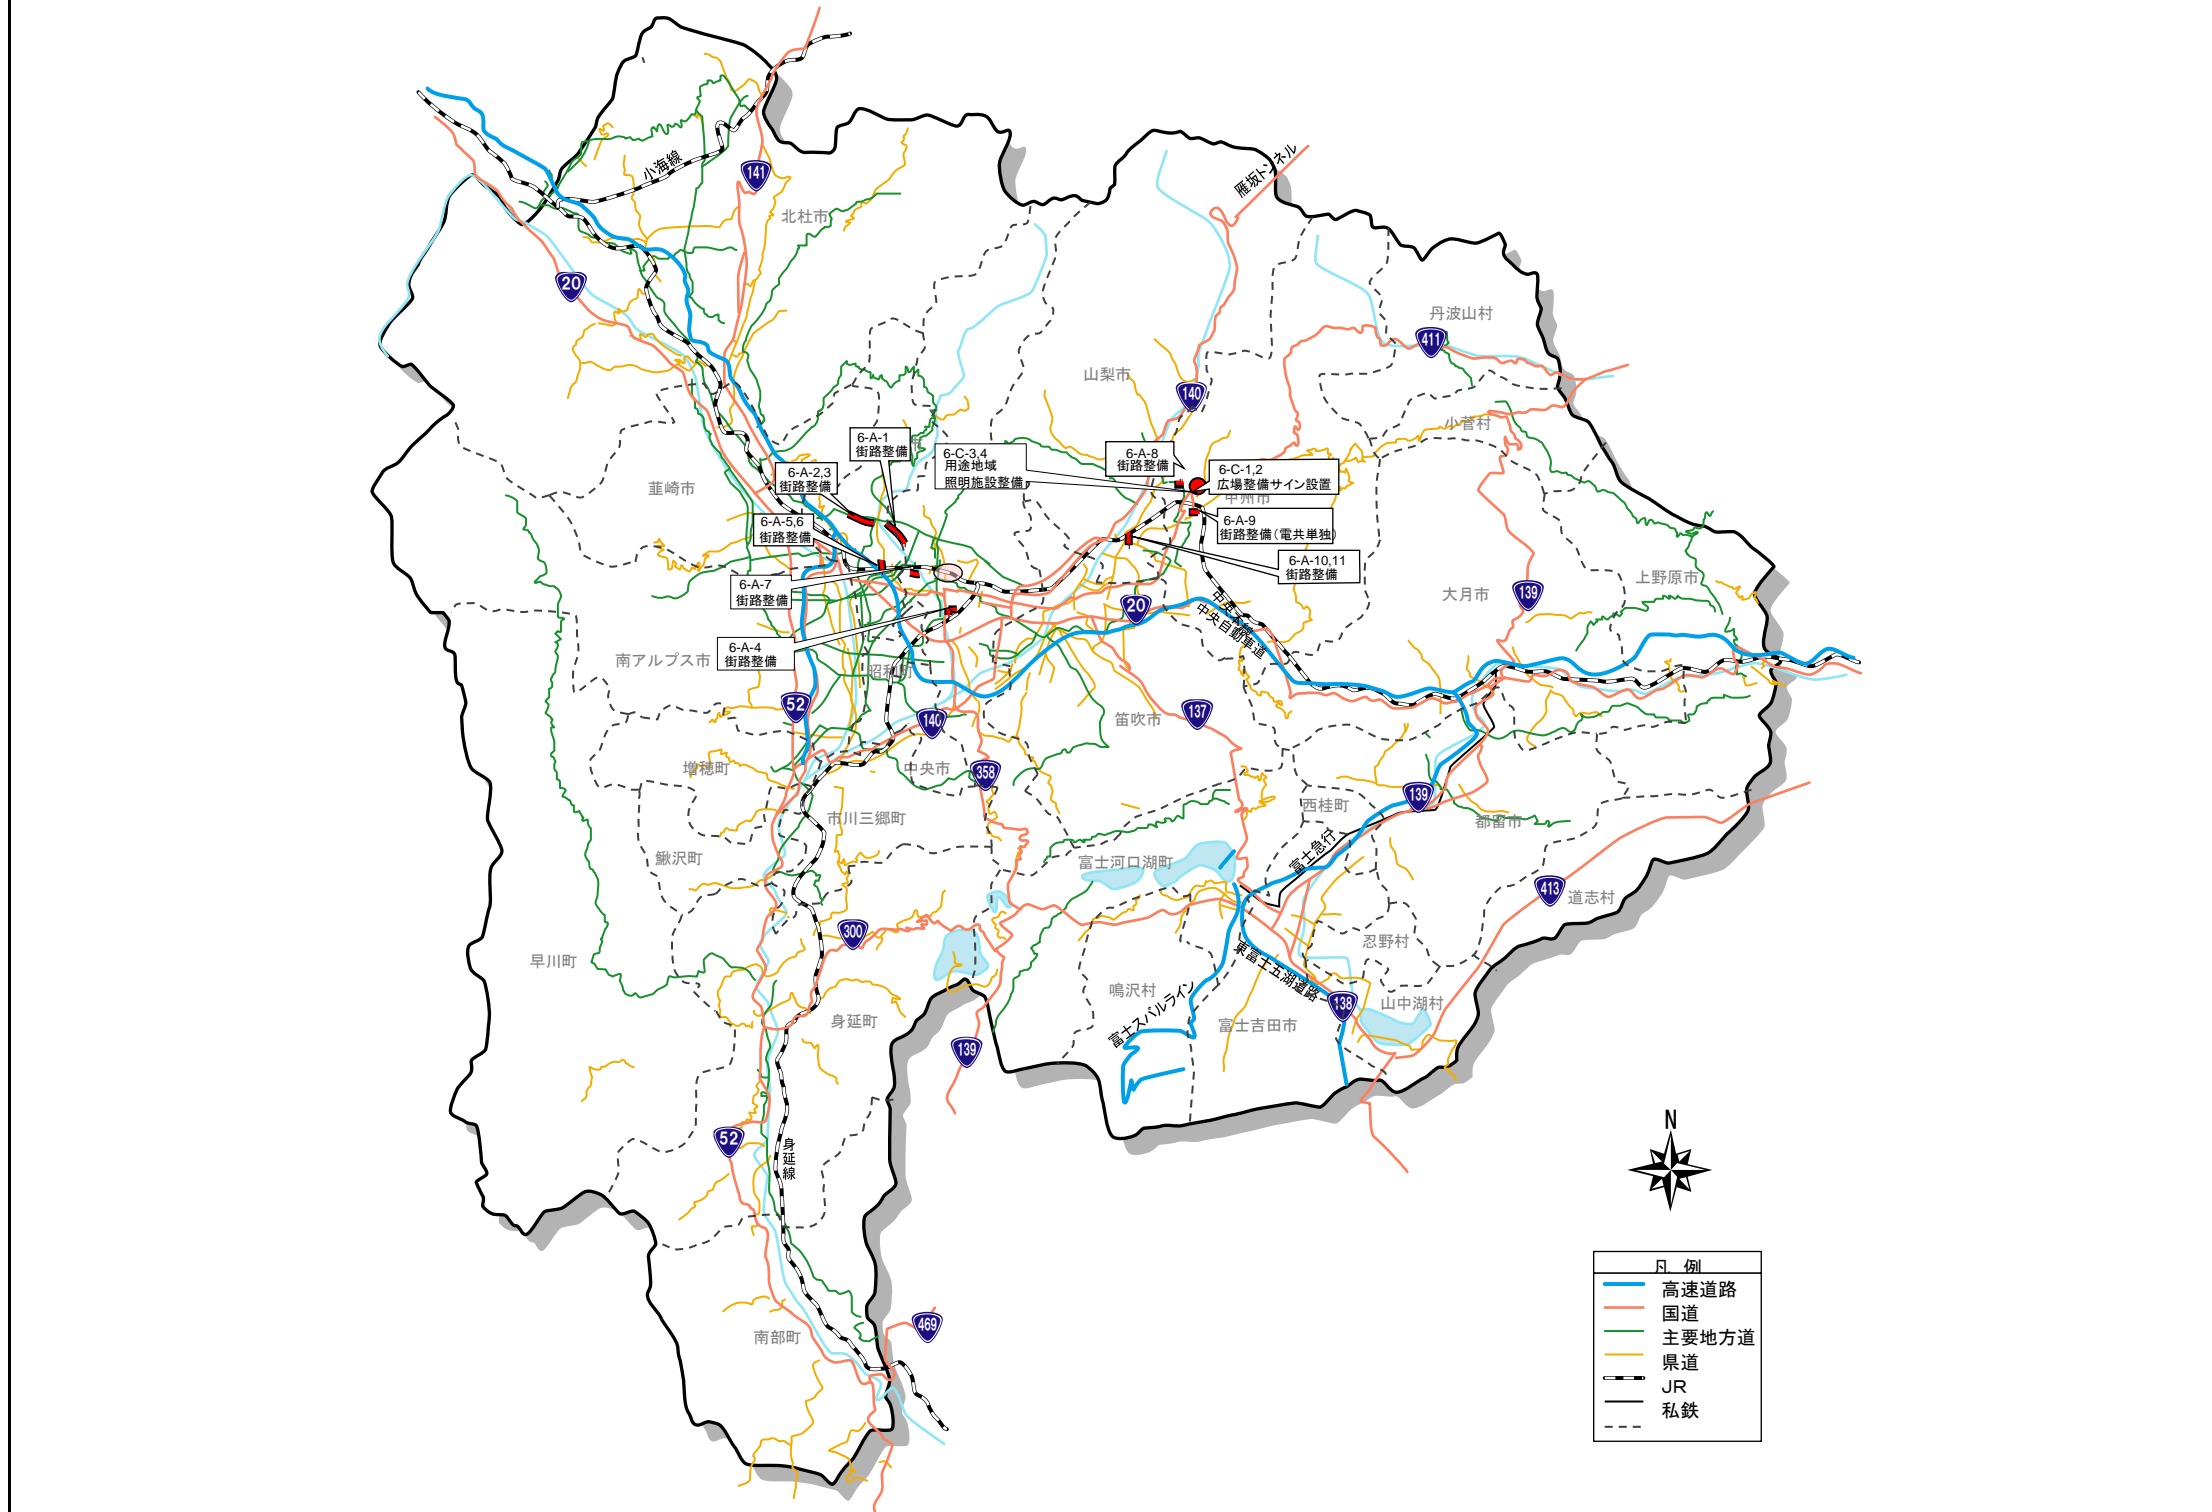 小海線
141
北杜市
雁坂トンネル
20
丹波山村
411
山梨市
140
小菅村
6-A-1
街路整備
市
6-C-3,4
用途地域
照明施設整備
6-A-8
街路整備
6-A-2,3
街路整備
6-C-1,2
広場整備サイン設置
韮崎市
甲州市
6-A-5,6
街路整備
6-A-9
街路整備(電共単独)
6-A-10,11
街路整備
6-A-7
街路整備
上野原市
大月市
139
20
中央本線
中央自動車道
6-A-4
街路整備
南アルプス市
昭和町
52
140
笛吹市
137
増穂町
中央市
358
139
西桂町
都留市
市川三郷町
富士急行
鰍沢町
富士河口湖町
413
道志村
300
忍野村
早川町
東富士五湖道路
鳴沢村
富士スバルライン
138
山中湖村
身延町
富士吉田市
139
52
身延線
N
469
南部町
凡 例
高速道路
国道
主要地方道
県道
JR
私鉄